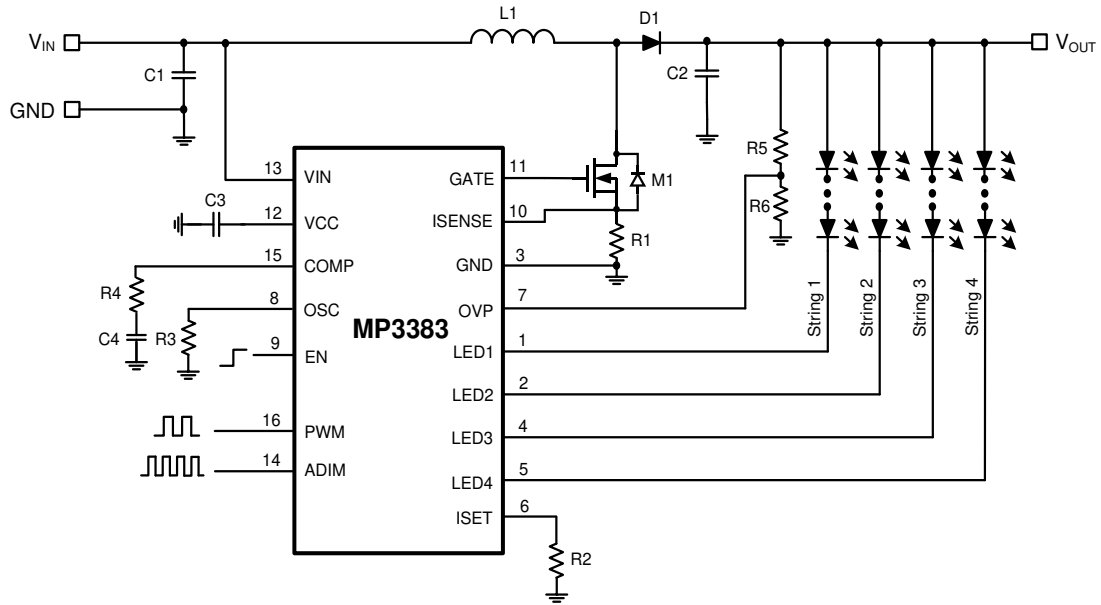 L1
D1
VIN
VOUT
C1
C2
GND
R5
R6
M1
R1
13
VIN
GATE
11
C3
12
VCC
ISENSE
10
15
COMP
GND
3
R4
8
OSC
OVP
7
C4
R3
MP3383
9
EN
LED1
1
LED2
2
16
PWM
LED3
4
14
ADIM
LED4
5
ISET
6
R2
String 1
String 2
String 3
String 4